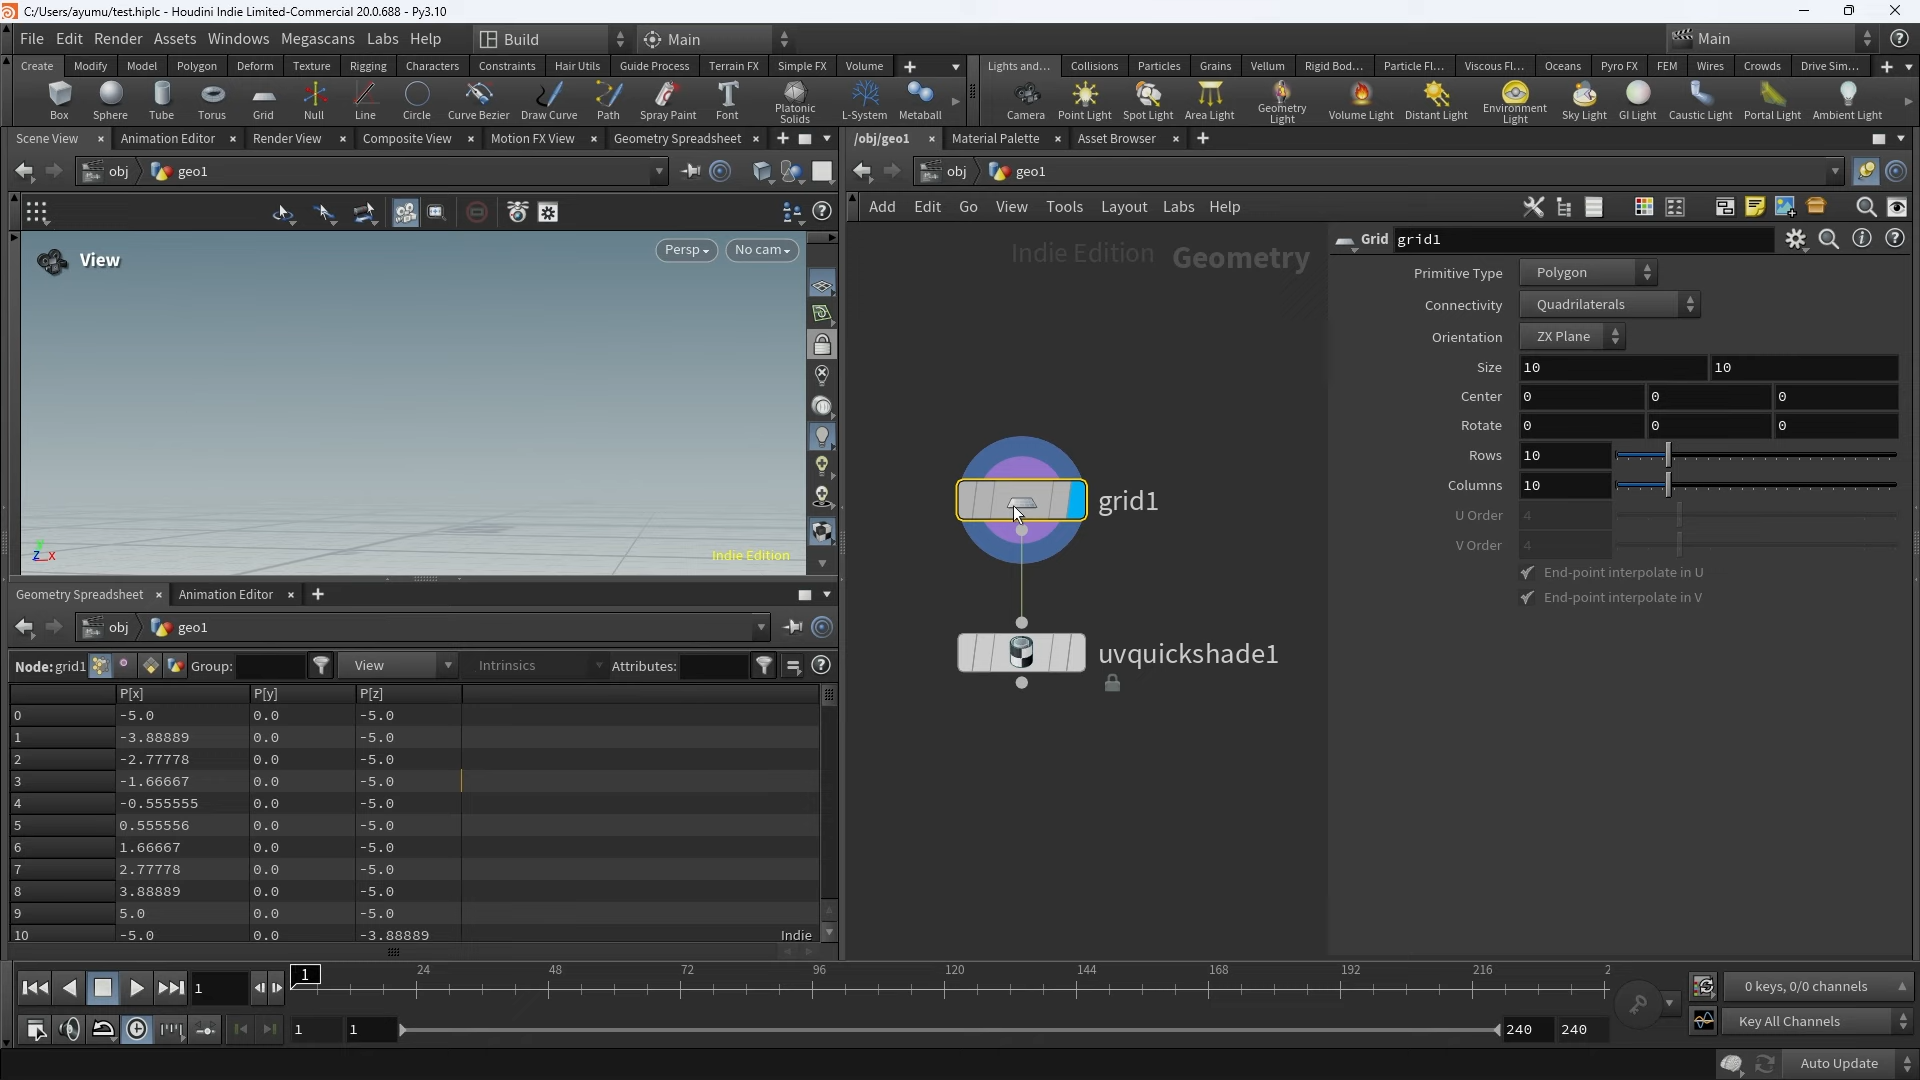 C:/Users/ayumu/test.hiplc - Houdini Indie Limited-Commercial 20.0.688 - Py3.10
File Edit Render Assets Windows Megascans Labs Help Build Main Main
Create Modify Model Polygon Deform Texture Rigging Characters Constraints Hair Utils Guide Process Terrain FX Simple FX Volume Lights and... Collisions Particles Grains Vellum Rigid Bod... Particle Fl... Viscous Fl... Oceans Pyro FX FEM Wires Crowds Drive Sim...
Box Sphere Tube Torus Grid Null Line Circle Curve Bezier Draw Curve Path Spray Paint Font Platonic Solids L-System Metaball Camera Point Light Spot Light Area Light Geometry Light Volume Light Distant Light Environment Light Sky Light GI Light Caustic Light Portal Light Ambient Light
Scene View Animation Editor Render View Composite View Motion FX View Geometry Spreadsheet /obj/geo1 Material Palette Asset Browser
obj geo1 obj geo1
Add Edit Go View Tools Layout Labs Help
View Persp No cam
Indie Edition Geometry
Grid grid1
Primitive Type Polygon
Connectivity Quadrilaterals
Orientation ZX Plane
Size 10 10
Center 0 0 0
Rotate 0 0 0
Rows 10
Columns 10
U Order 4
V Order 4
End-point interpolate in U
End-point interpolate in V
grid1
uvquickshade1
z x
Indie Edition
Geometry Spreadsheet Animation Editor
obj geo1
Node: grid1 Group: View Intrinsics Attributes:
P[x] P[y] P[z]
0 -5.0 0.0 -5.0
1 -3.88889 0.0 -5.0
2 -2.77778 0.0 -5.0
3 -1.66667 0.0 -5.0
4 -0.555555 0.0 -5.0
5 0.555556 0.0 -5.0
6 1.66667 0.0 -5.0
7 2.77778 0.0 -5.0
8 3.88889 0.0 -5.0
9 5.0 0.0 -5.0
10 -5.0 0.0 -3.88889 Indie
1 1 24 48 72 96 120 144 168 192 216 2
0 keys, 0/0 channels
1 1 240 240 Key All Channels
Auto Update